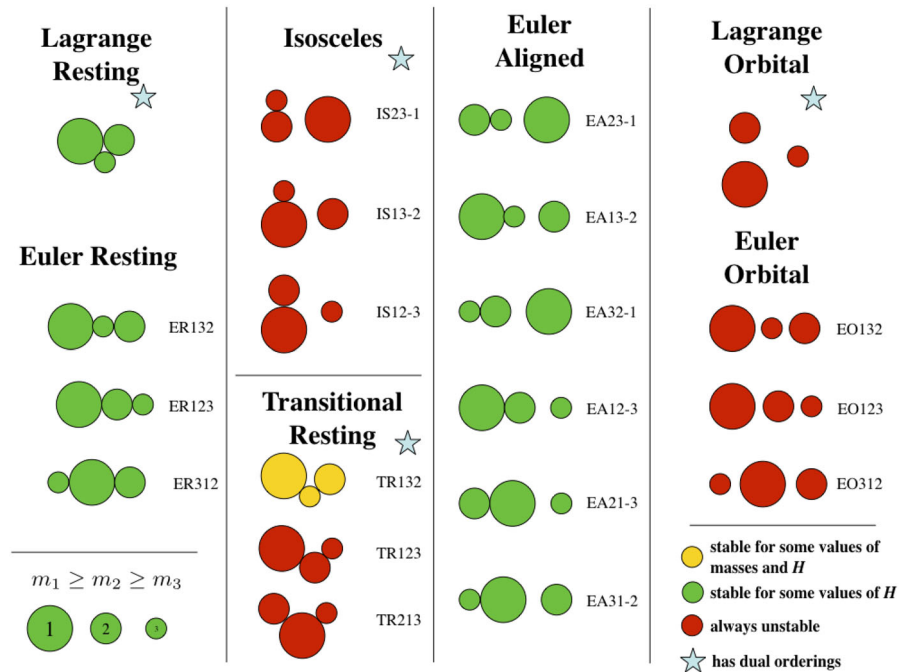 Lagrange
Resting
Euler Resting
ER132
ER123
ER312
m₁ ≥ m₂ ≥ m₃
1
2
3
Isosceles
IS23-1
IS13-2
IS12-3
Transitional
Resting
TR132
TR123
TR213
Euler
Aligned
EA23-1
EA13-2
EA32-1
EA12-3
EA21-3
EA31-2
Lagrange
Orbital
Euler
Orbital
EO132
EO123
EO312
stable for some values of
masses and H
stable for some values of H
always unstable
has dual orderings